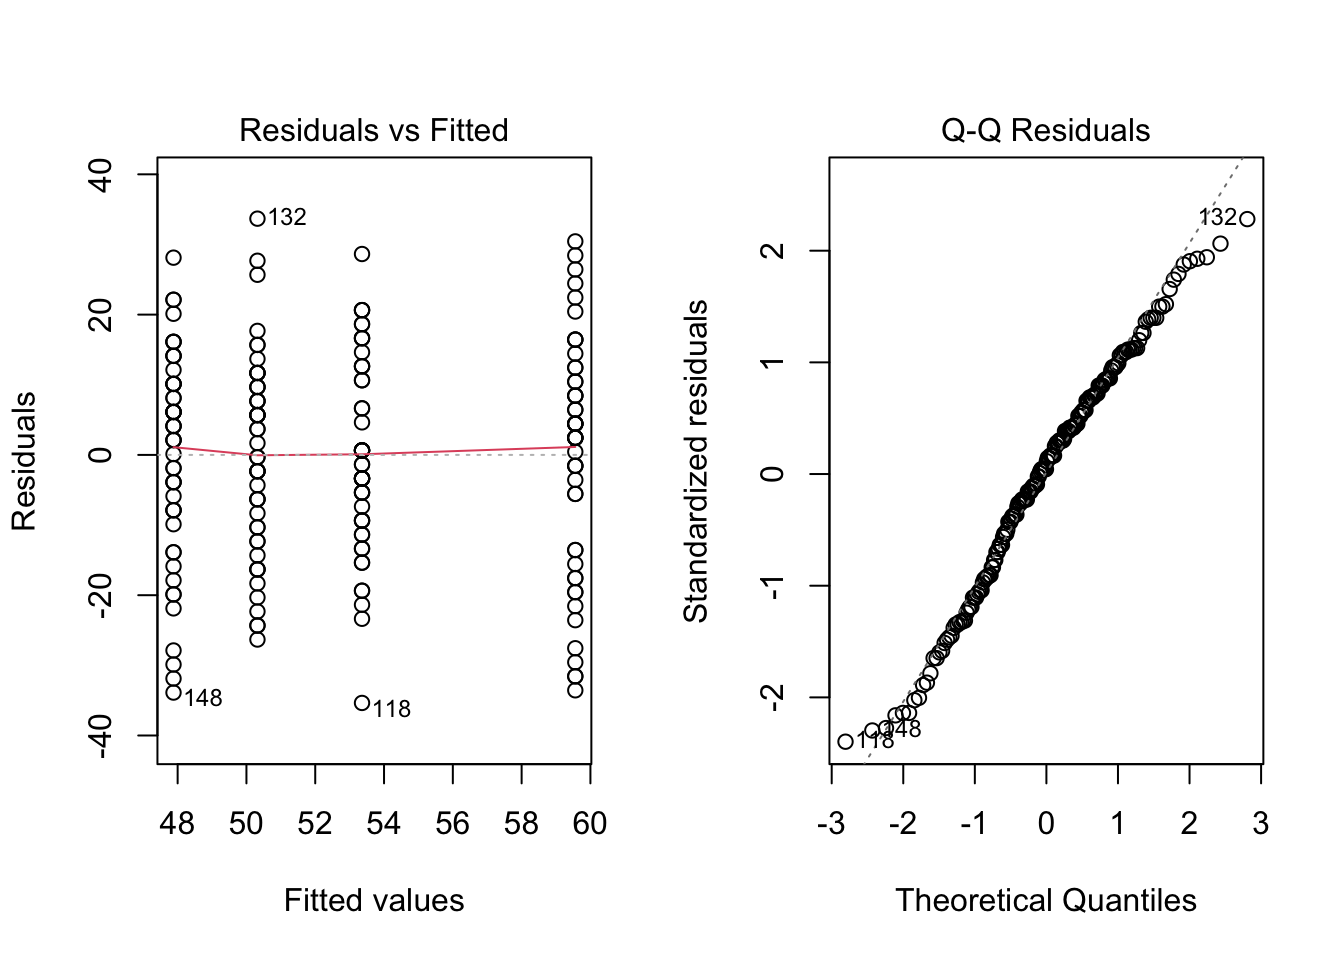 Residuals vs Fitted
40
20
0
-20
-40
Residuals
132
148
118
48 50 52 54 56 58 60
Fitted values
Q-Q Residuals
2
1
0
-1
-2
Standardized residuals
132
148
118
-3 -2 -1 0 1 2 3
Theoretical Quantiles